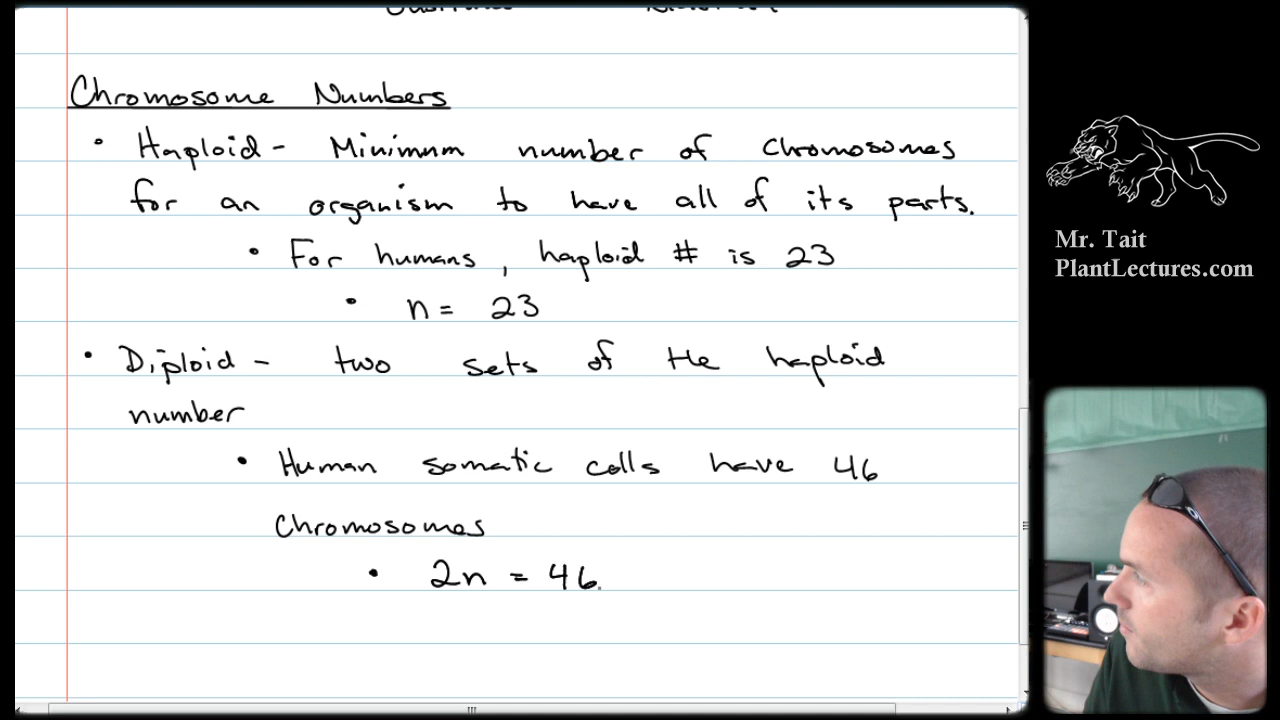 Chromosome Numbers
• Haploid - Minimum number of chromosomes
for an organism to have all of its parts.
• For humans, haploid # is 23
• n = 23
• Diploid - two sets of the haploid
number
• Human somatic cells have 46
Chromosomes
• 2n = 46.
Mr. Tait
PlantLectures.com